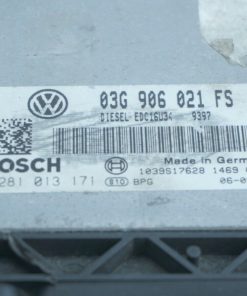 03G 906 021 FS
DIESEL EDC16U34 9397
BOSCH
Made in Germ
281 013 171
1039S17628 1469
BPG
06-0